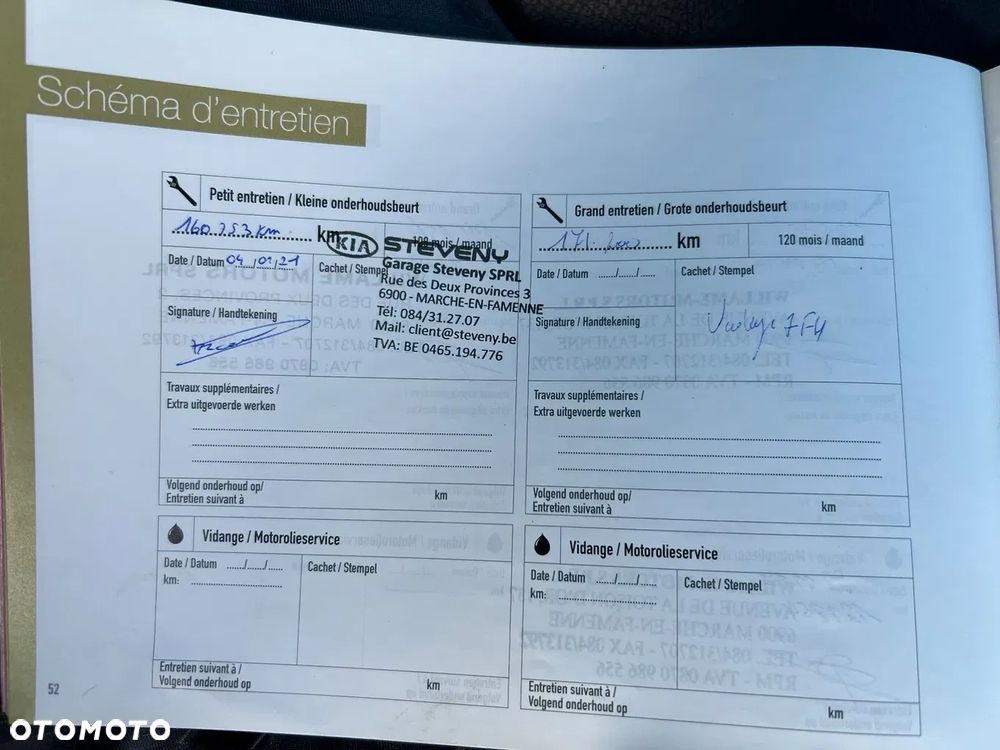 Schéma d'entretien
Petit entretien / Kleine onderhoudsbeurt
160 253 km km
108 mois / maand
Date / Datum 04/01/21
Cachet / Stempel
KIA STEVENY
Garage Steveny SPRL
Rue des Deux Provinces 3
6900 - MARCHE-EN-FAMENNE
Tél: 084/31.27.07
Mail: client@steveny.be
TVA: BE 0465.194.776
Signature / Handtekening
Travaux supplémentaires /
Extra uitgevoerde werken
Volgend onderhoud op/
Entretien suivant à km
Grand entretien / Grote onderhoudsbeurt
km
120 mois / maand
Date / Datum ....../....../......
Cachet / Stempel
Signature / Handtekening
Travaux supplémentaires /
Extra uitgevoerde werken
Volgend onderhoud op/
Entretien suivant à km
Vidange / Motorolieservice
Date / Datum ....../....../......
km:
Cachet / Stempel
Entretien suivant à /
Volgend onderhoud op km
Vidange / Motorolieservice
Date / Datum ....../....../......
km:
Cachet / Stempel
Entretien suivant à /
Volgend onderhoud op km
52
OTOMOTO